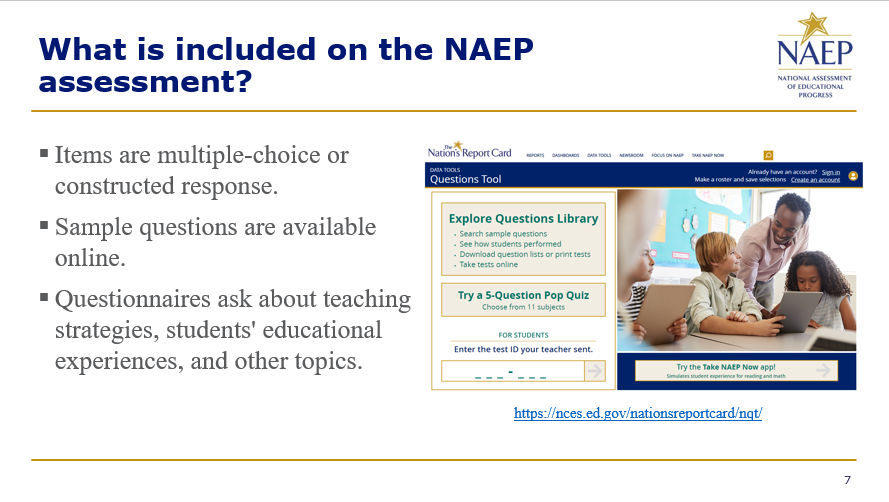 What is included on the NAEP
assessment?
NAEP
NATIONAL ASSESSMENT
OF EDUCATIONAL
PROGRESS
▪ Items are multiple-choice or
constructed response.
▪ Sample questions are available
online.
▪ Questionnaires ask about teaching
strategies, students' educational
experiences, and other topics.
The
Nation's Report Card
REPORTS DASHBOARDS DATA TOOLS NEWSROOM FOCUS ON NAEP TAKE NAEP NOW
DATA TOOLS
Questions Tool
Already have an account? Sign in
Make a roster and save selections Create an account
Explore Questions Library
• Search sample questions
• See how students performed
• Download question lists or print tests
• Take tests online
Try a 5-Question Pop Quiz
Choose from 11 subjects
FOR STUDENTS
Enter the test ID your teacher sent.
_ _ _ - _ _ _
Try the Take NAEP Now app!
Simulates student experience for reading and math
https://nces.ed.gov/nationsreportcard/nqt/
7